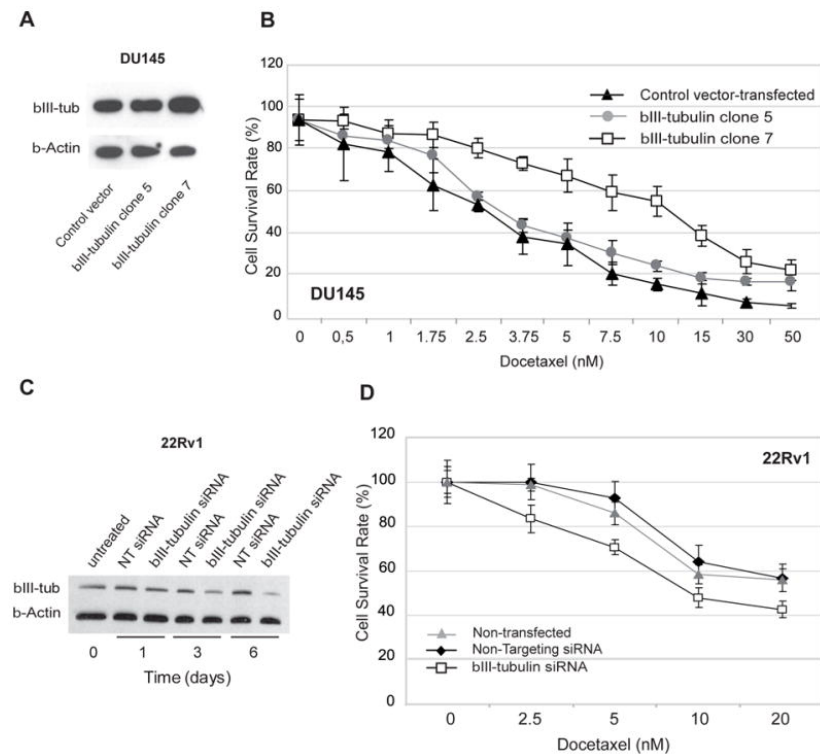 A
DU145
bIII-tub
b-Actin
Control vector
bIII-tubulin clone 5
bIII-tubulin clone 7
B
120
100
80
60
40
20
0
Cell Survival Rate (%)
Control vector-transfected
bIII-tubulin clone 5
bIII-tubulin clone 7
DU145
0 0,5 1 1.75 2.5 3.75 5 7.5 10 15 30 50
Docetaxel (nM)
C
22Rv1
untreated
NT siRNA
bIII-tubulin siRNA
NT siRNA
bIII-tubulin siRNA
NT siRNA
bIII-tubulin siRNA
bIII-tub
b-Actin
0 1 3 6
Time (days)
D
120
100
80
60
40
20
0
Cell Survival Rate (%)
22Rv1
Non-transfected
Non-Targeting siRNA
bIII-tubulin siRNA
0 2.5 5 10 20
Docetaxel (nM)